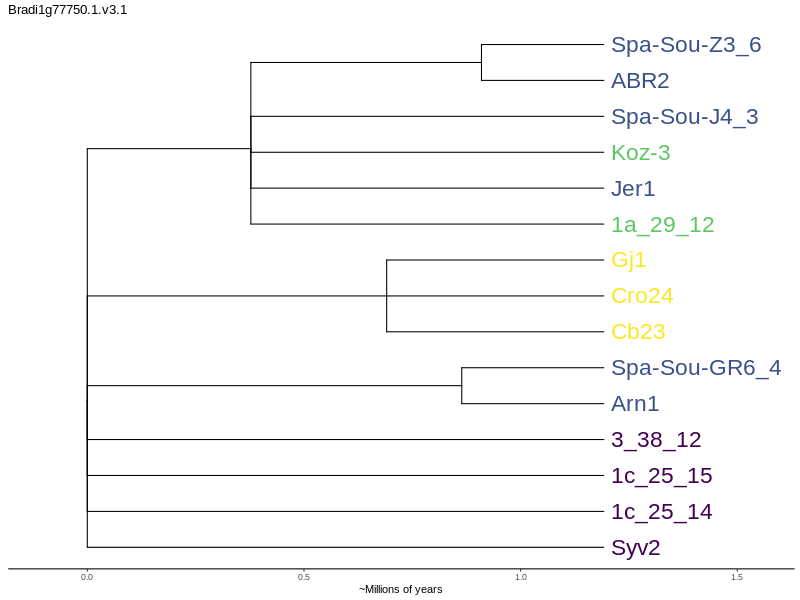 Bradi1g77750.1.v3.1
Spa-Sou-Z3_6
ABR2
Spa-Sou-J4_3
Koz-3
Jer1
1a_29_12
Gj1
Cro24
Cb23
Spa-Sou-GR6_4
Arn1
3_38_12
1c_25_15
1c_25_14
Syv2
0.0 0.5 1.0 1.5
~Millions of years